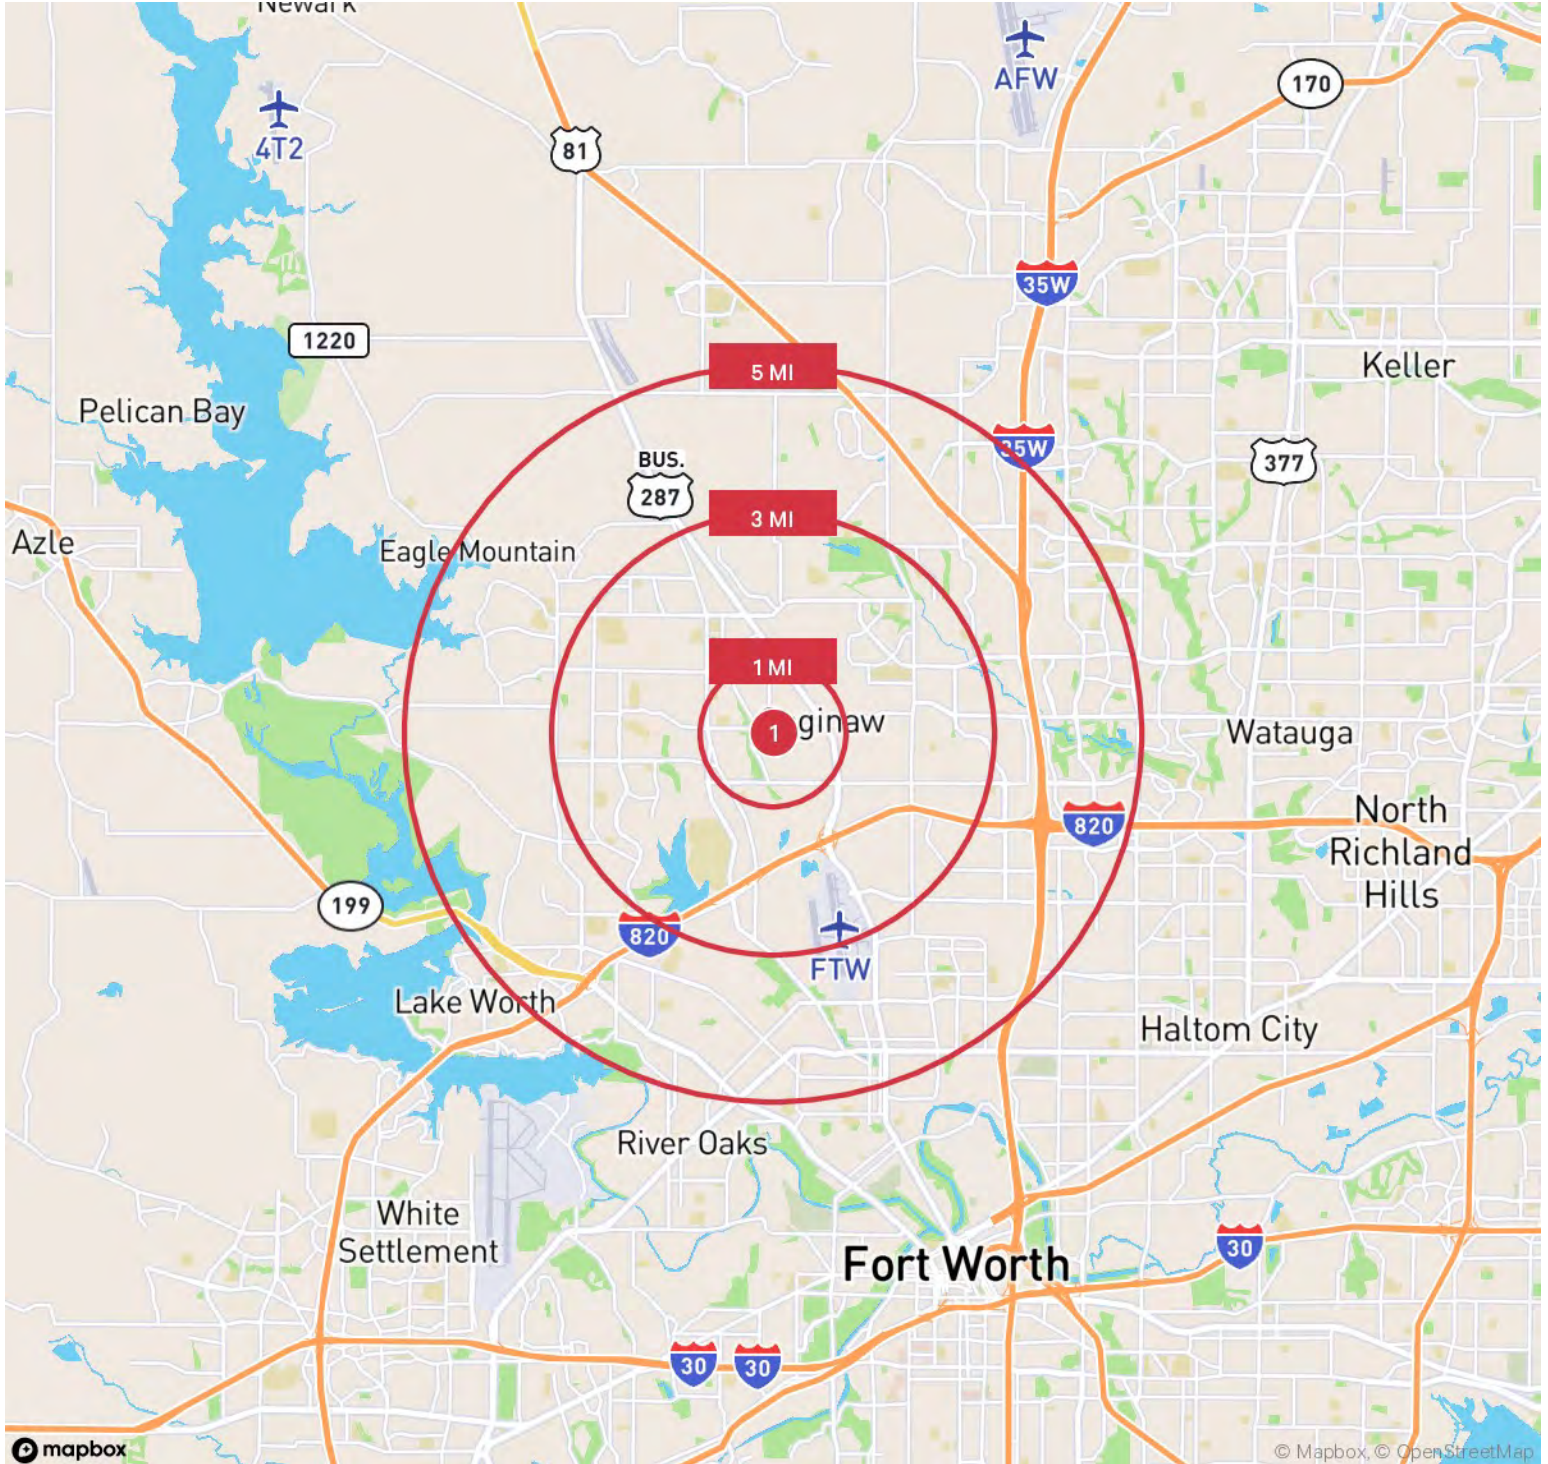 Newark
AFW
170
81
4T2
35W
1220
5 MI
Keller
Pelican Bay
35W
BUS.
287
377
3 MI
Azle
Eagle Mountain
1 MI
1
ginaw
Watauga
820
North
Richland
Hills
199
820
FTW
Lake Worth
Haltom City
River Oaks
White
Settlement
30
Fort Worth
30
30
mapbox
© Mapbox, © OpenStreetMap